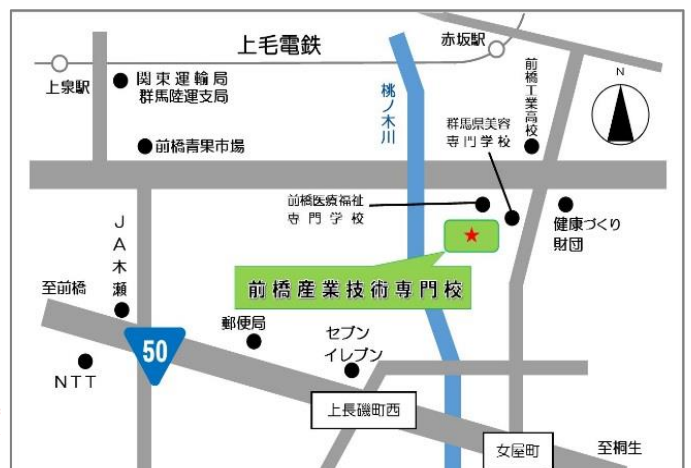 上毛電鉄
赤坂駅
上泉駅
関東運輸局
群馬陸運支局
桃ノ木川
前橋工業高校
N
群馬県美容
専門学校
前橋青果市場
前橋医療福祉
専門学校
健康づくり
財団
JA木瀬
前橋産業技術専門校
至前橋
50
郵便局
セブン
イレブン
NTT
上長磯町西
女屋町
至桐生